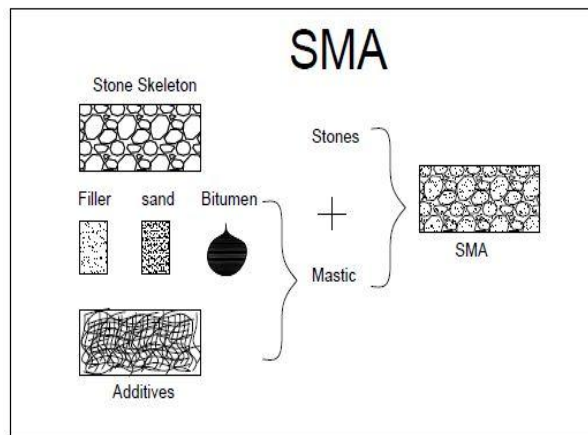 SMA
Stone Skeleton
Stones
Filler sand Bitumen
Mastic
SMA
Additives